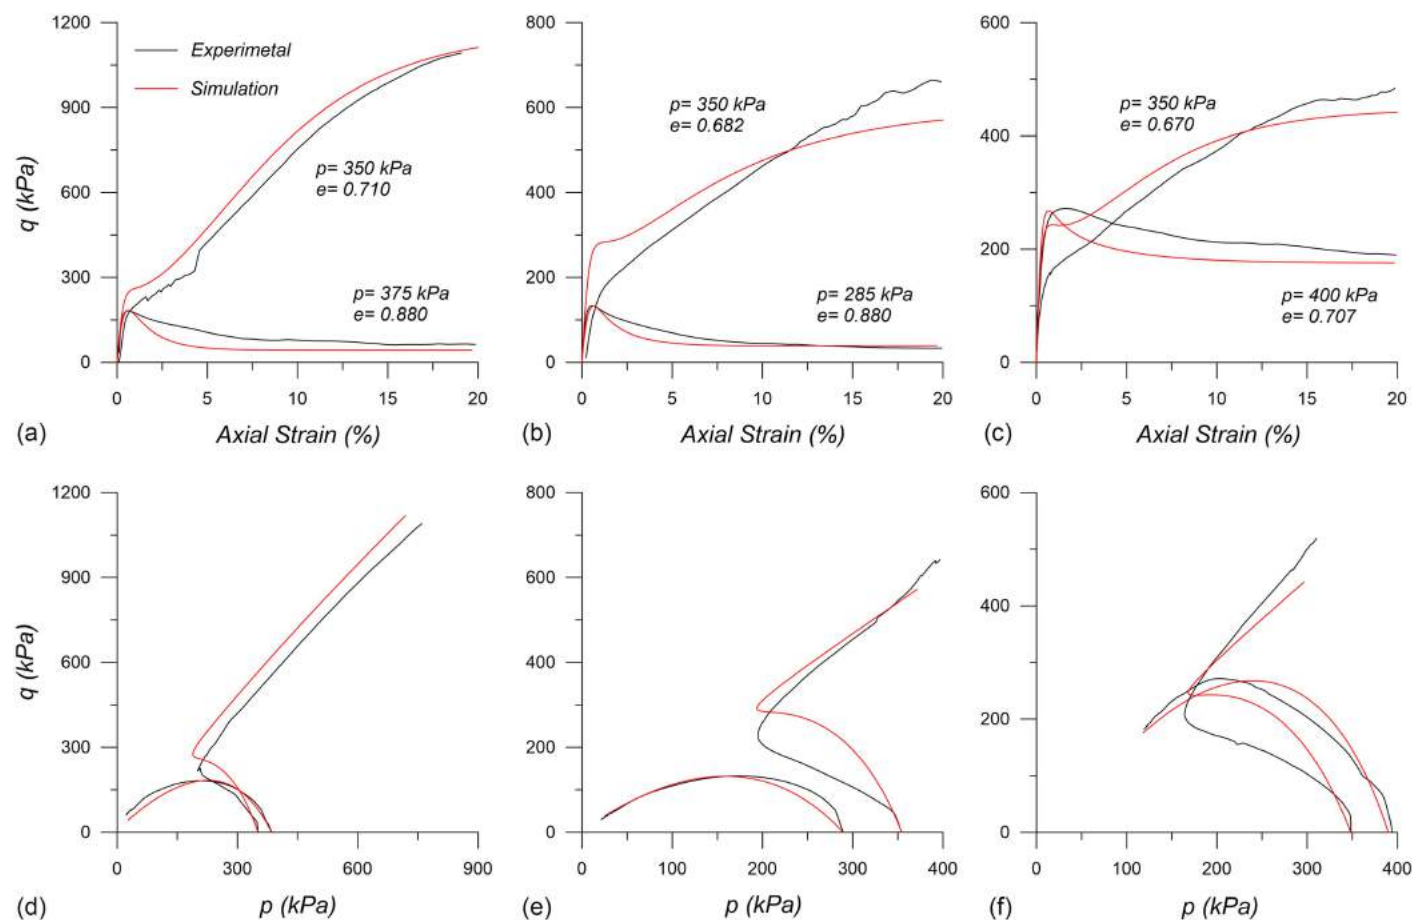 1200
900
600
300
0
q (kPa)
Experimetal
Simulation
p= 350 kPa
e= 0.710
p= 375 kPa
e= 0.880
0 5 10 15 20
(a) Axial Strain (%)
800
600
400
200
0
p= 350 kPa
e= 0.682
p= 285 kPa
e= 0.880
0 5 10 15 20
(b) Axial Strain (%)
600
400
200
0
p= 350 kPa
e= 0.670
p= 400 kPa
e= 0.707
0 5 10 15 20
(c) Axial Strain (%)
1200
900
600
300
0
q (kPa)
0 300 600 900
(d) p (kPa)
800
600
400
200
0
0 100 200 300 400
(e) p (kPa)
600
400
200
0
0 100 200 300 400
(f) p (kPa)